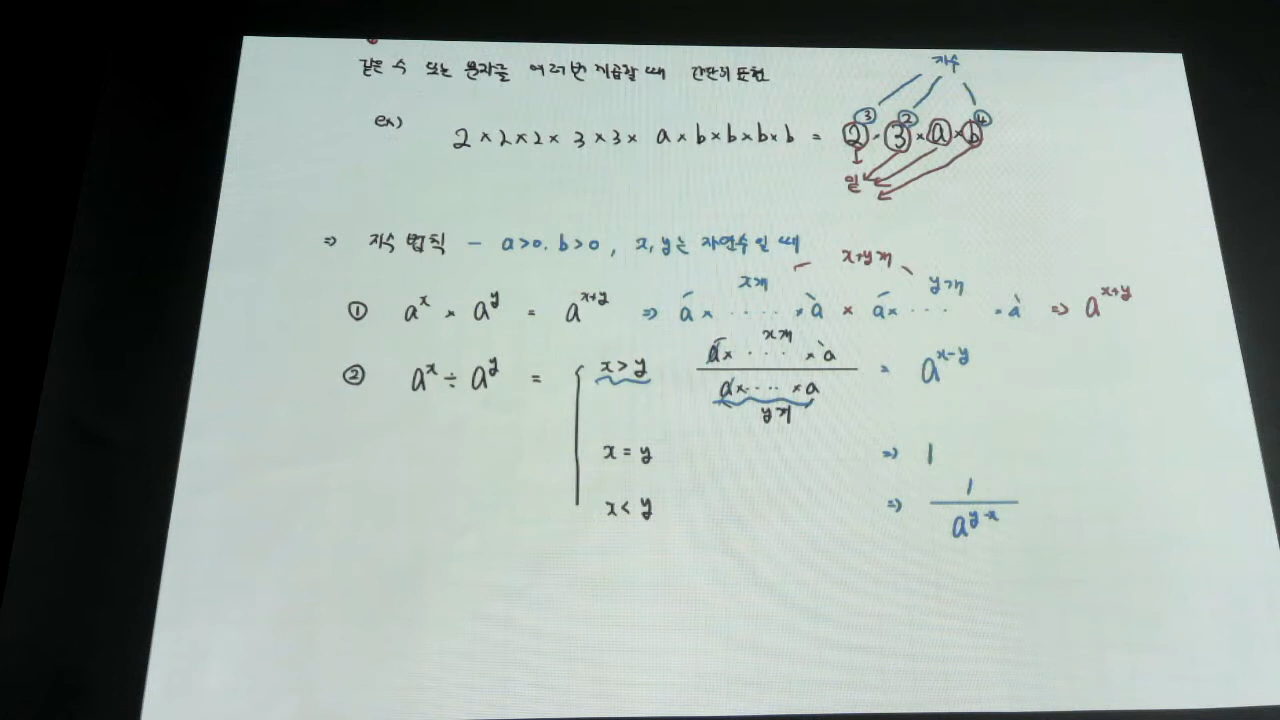 같은 수 또는 문자를 여러번 거듭할 때 간단히 표현
지수
ex) 2 × 2 × 2 × 3 × 3 × a × b × b × b × b = 2³ · 3² × a × b⁴
밑
⇒ 지수 법칙 - a>0. b>0, x, y는 자연수일 때
x+y개
x개 y개
① a^x × a^y = a^(x+y) ⇒ a × ····· × a × a × ··· × a ⇒ a^(x+y)
x개
② a^x ÷ a^y = { x > y (a × ··· × a)/(a × ···· × a) = a^(x-y)
y개
x = y ⇒ 1
x < y ⇒ 1/a^(y-x)